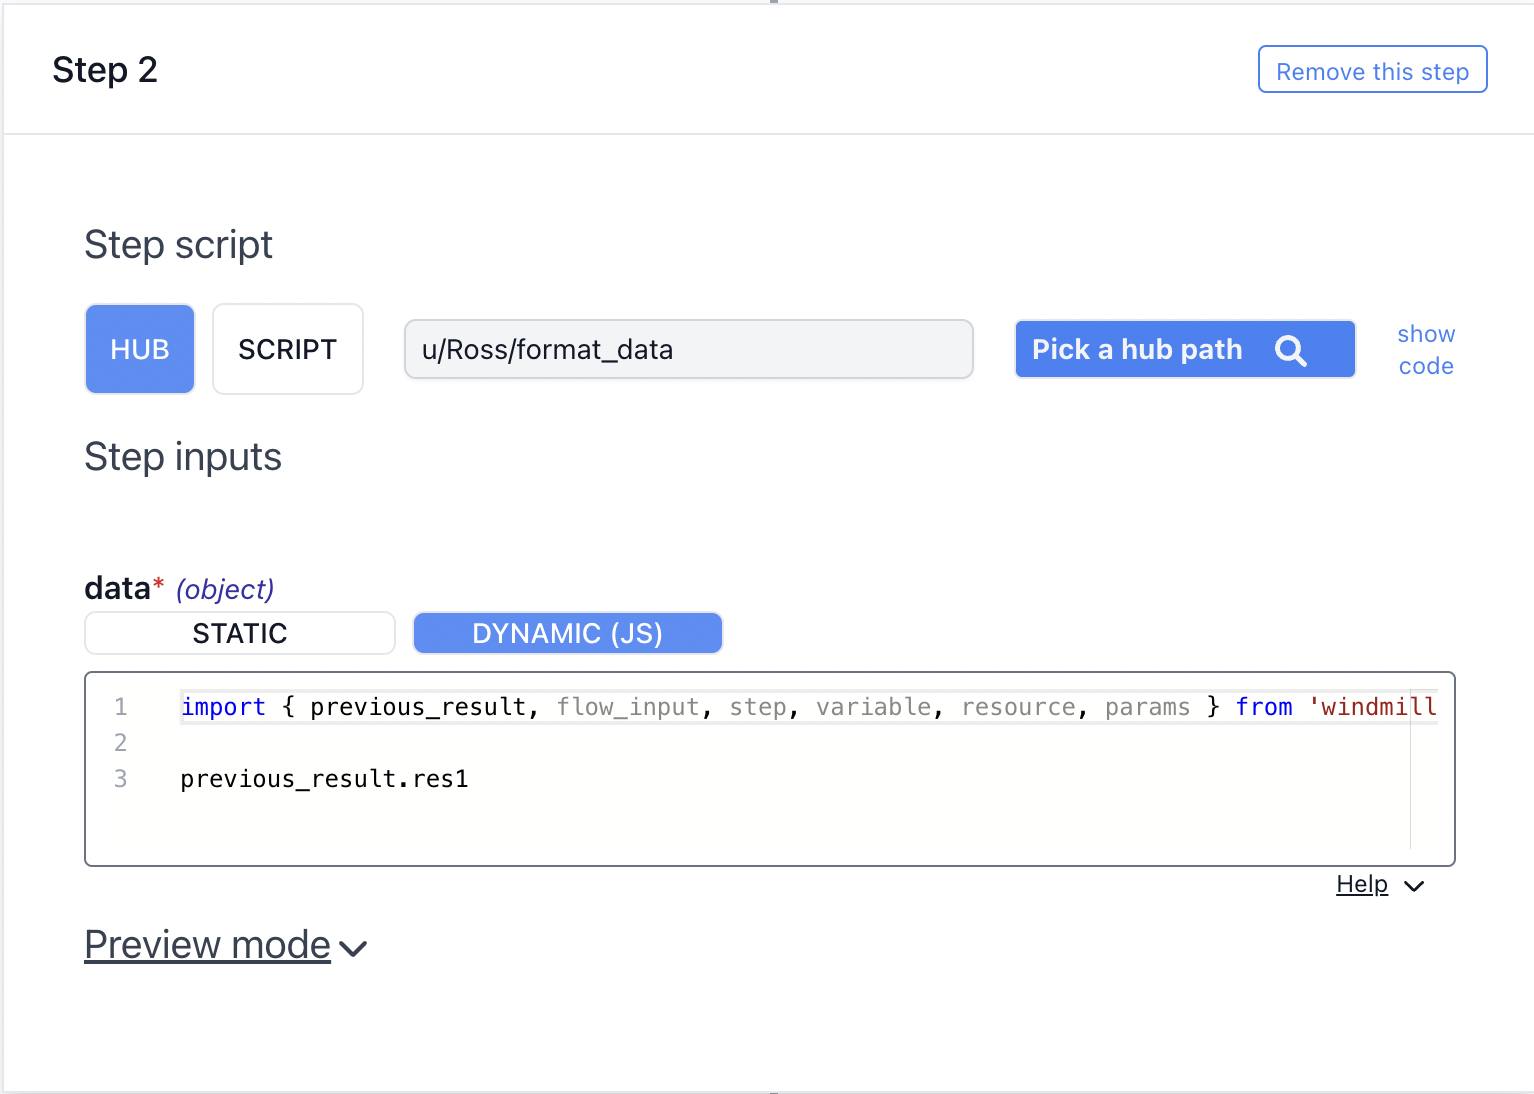 Step 2
Remove this step
Step script
HUB
SCRIPT
u/Ross/format_data
Pick a hub path
show
code
Step inputs
data* (object)
STATIC
DYNAMIC (JS)
1 import { previous_result, flow_input, step, variable, resource, params } from 'windmill
2
3 previous_result.res1
Help
Preview mode